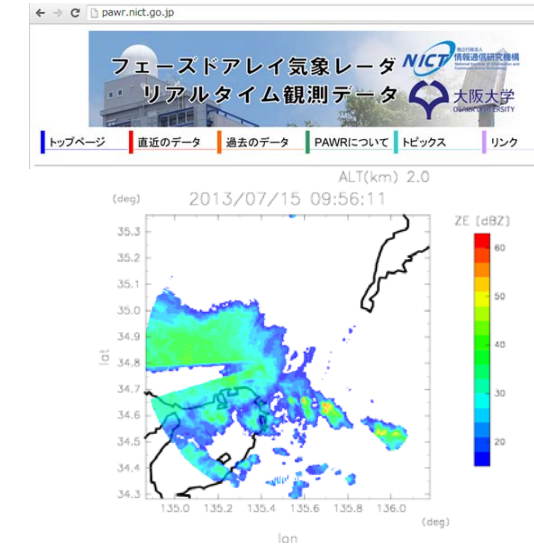 pawr.nict.go.jp
フェーズドアレイ気象レーダ
リアルタイム観測データ
NICT
情報通信研究機構
大阪大学
OSAKA UNIVERSITY
トップページ
直近のデータ
過去のデータ
PAWRについて
トピックス
リンク
ALT(km) 2.0
(deg)
2013/07/15 09:56:11
ZE [dBZ]
35.3
35.2
35.1
35.0
34.9
34.8
34.7
34.6
34.5
34.4
34.3
lat
60
50
40
30
20
135.0 135.2 135.4 135.6 135.8 136.0
(deg)
lon